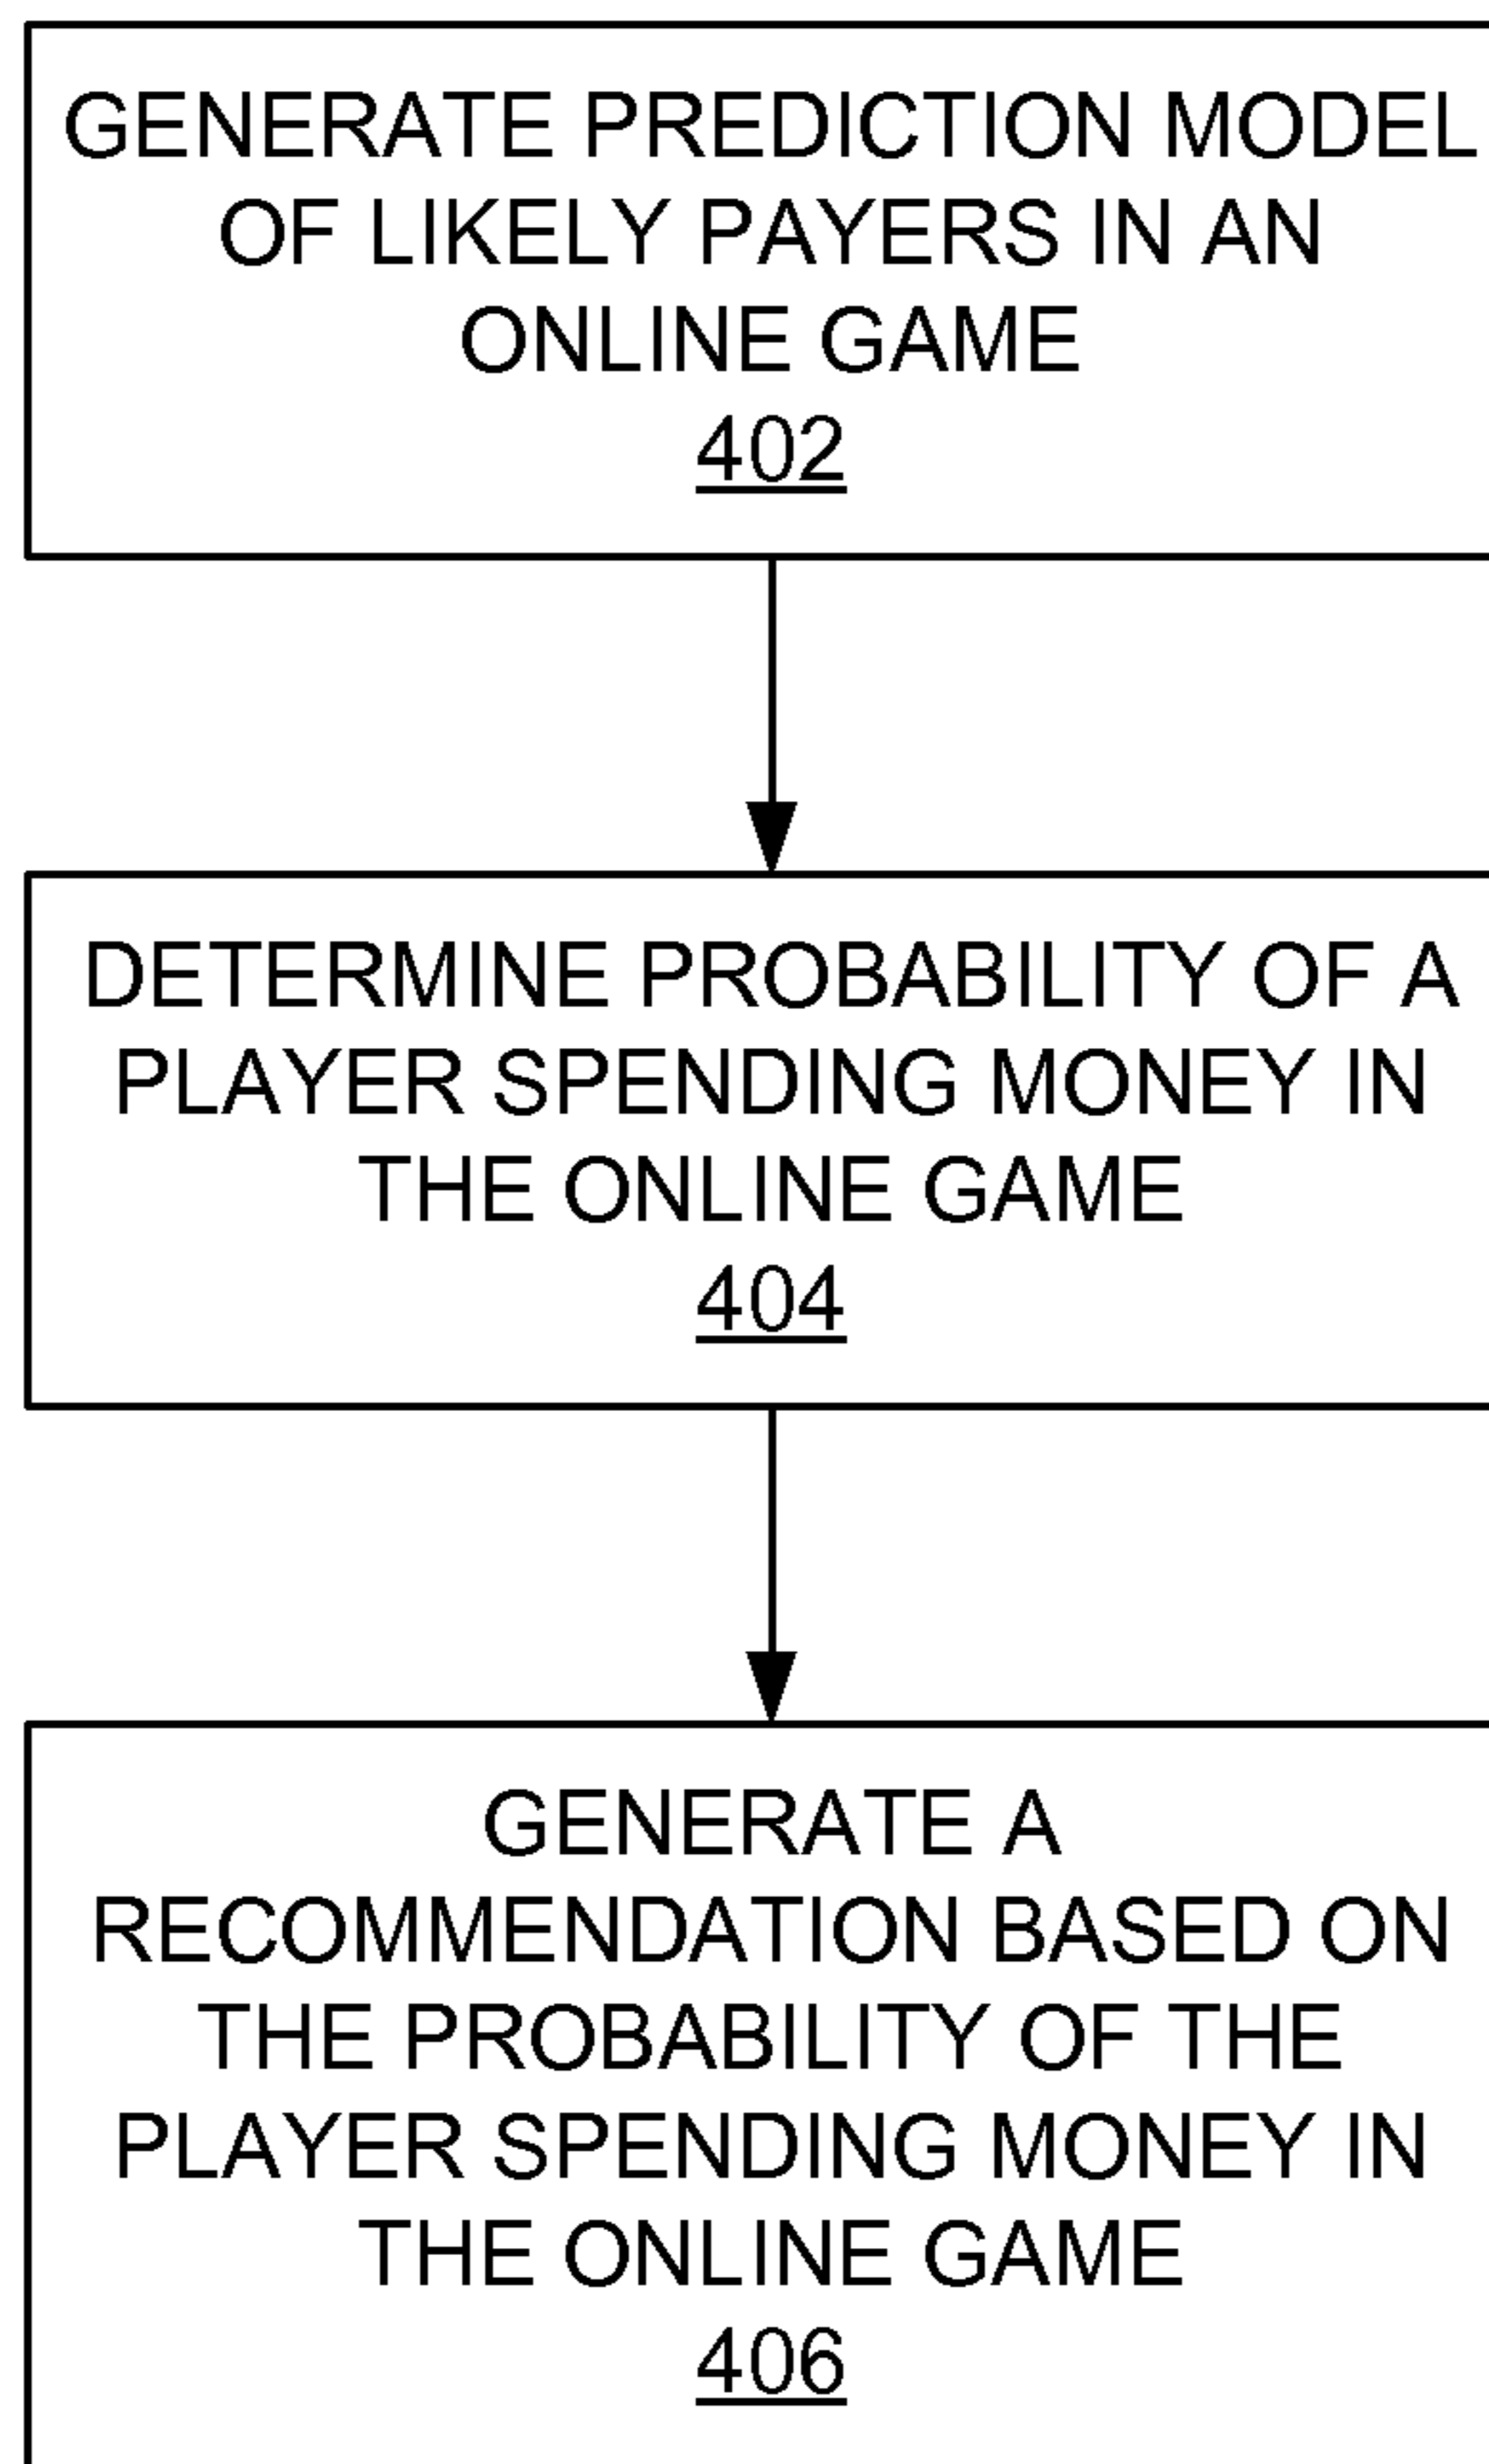 GENERATE PREDICTION MODEL
OF LIKELY PAYERS IN AN
ONLINE GAME
402
DETERMINE PROBABILITY OF A
PLAYER SPENDING MONEY IN
THE ONLINE GAME
404
GENERATE A
RECOMMENDATION BASED ON
THE PROBABILITY OF THE
PLAYER SPENDING MONEY IN
THE ONLINE GAME
406